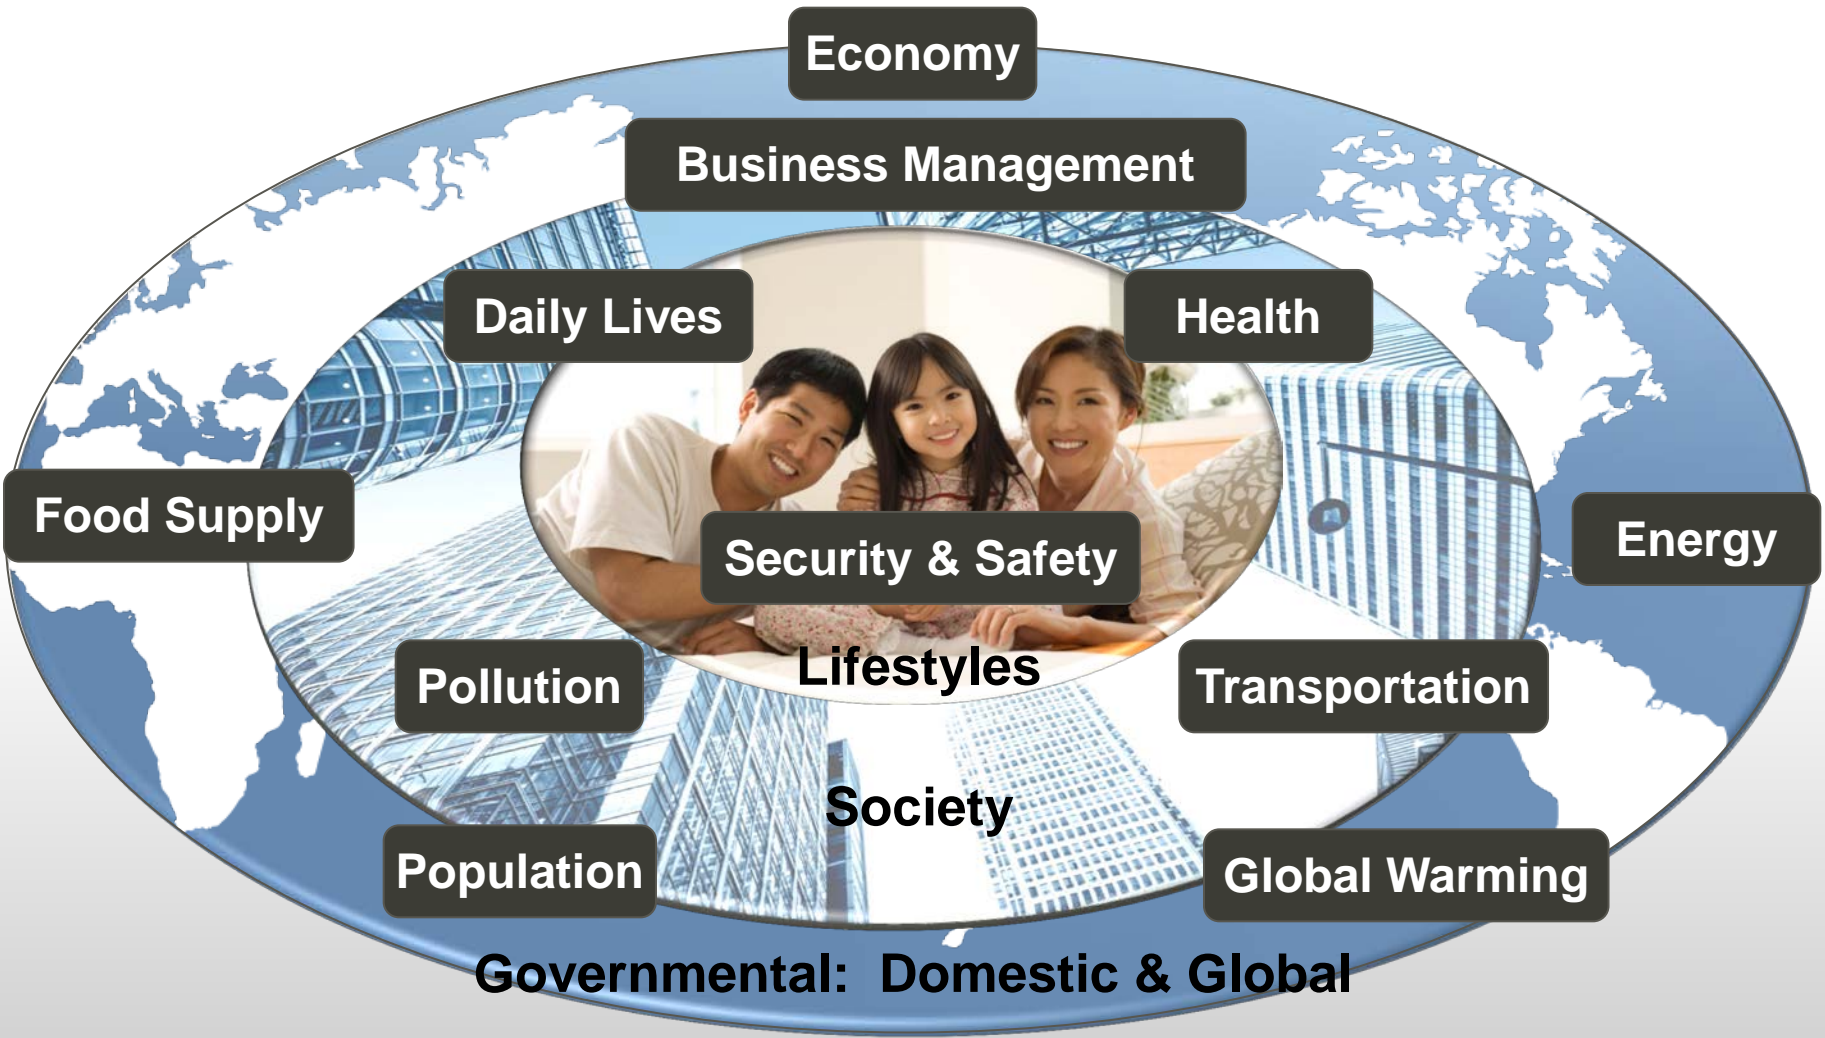 Economy
Business Management
Daily Lives
Health
Food Supply
Energy
Security & Safety
Lifestyles
Pollution
Transportation
Society
Population
Global Warming
Governmental: Domestic & Global